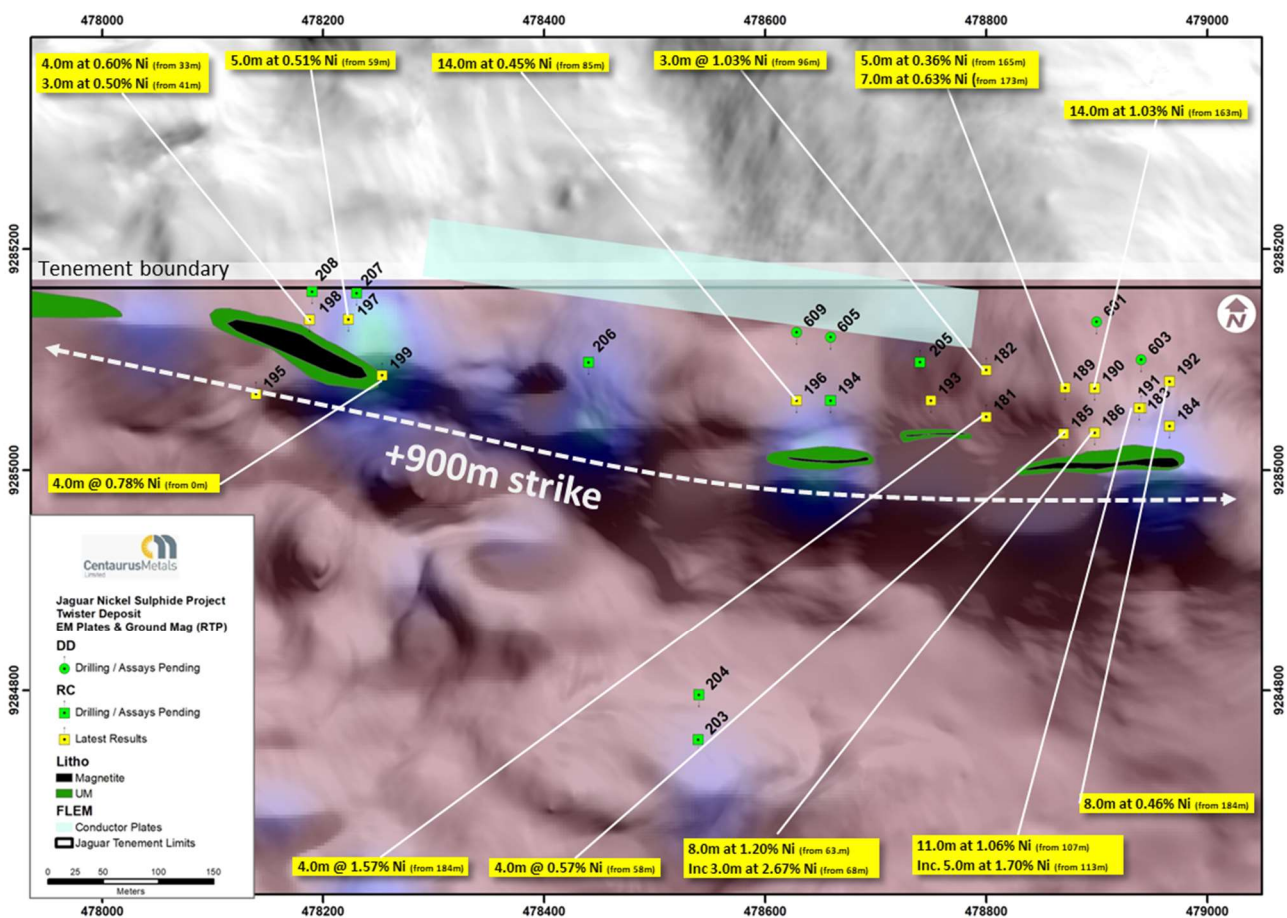 478000 478200 478400 478600 478800 479000
4.0m at 0.60% Ni (from 33m)
3.0m at 0.50% Ni (from 41m)
5.0m at 0.51% Ni (from 59m)
14.0m at 0.45% Ni (from 85m)
3.0m @ 1.03% Ni (from 96m)
5.0m at 0.36% Ni (from 165m)
7.0m at 0.63% Ni (from 173m)
14.0m at 1.03% Ni (from 163m)
9285200
9285200
Tenement boundary
208
207
198
197
199
195
206
609
605
196
194
205
193
182
181
601
603
189
190
191
192
185
186
183
184
N
9285000
9285000
+900m strike
4.0m @ 0.78% Ni (from 0m)
CentaurusMetals
Limited
Jaguar Nickel Sulphide Project
Twister Deposit
EM Plates & Ground Mag (RTP)
DD
Drilling / Assays Pending
RC
Drilling / Assays Pending
Latest Results
Litho
Magnetite
UM
FLEM
Conductor Plates
Jaguar Tenement Limits
0 25 50 100 150
Meters
204
203
9284800
9284800
8.0m at 0.46% Ni (from 184m)
4.0m @ 1.57% Ni (from 184m)
4.0m @ 0.57% Ni (from 58m)
8.0m at 1.20% Ni (from 63.m)
Inc 3.0m at 2.67% Ni (from 68m)
11.0m at 1.06% Ni (from 107m)
Inc. 5.0m at 1.70% Ni (from 113m)
478000 478200 478400 478600 478800 479000